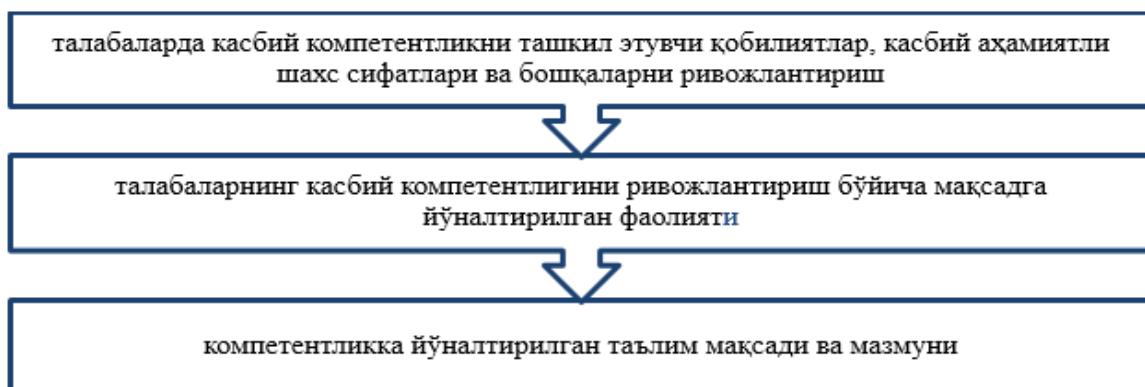 талабаларда касбий компетентликни ташкил этувчи қобилиятлар, касбий аҳамиятли
шахс сифатлари ва бошқаларни ривожлантириш
талабаларнинг касбий компетентлигини ривожлантириш бўйича мақсадга
йўналтирилган фаолияти
компетентликка йўналтирилган таълим мақсади ва мазмуни